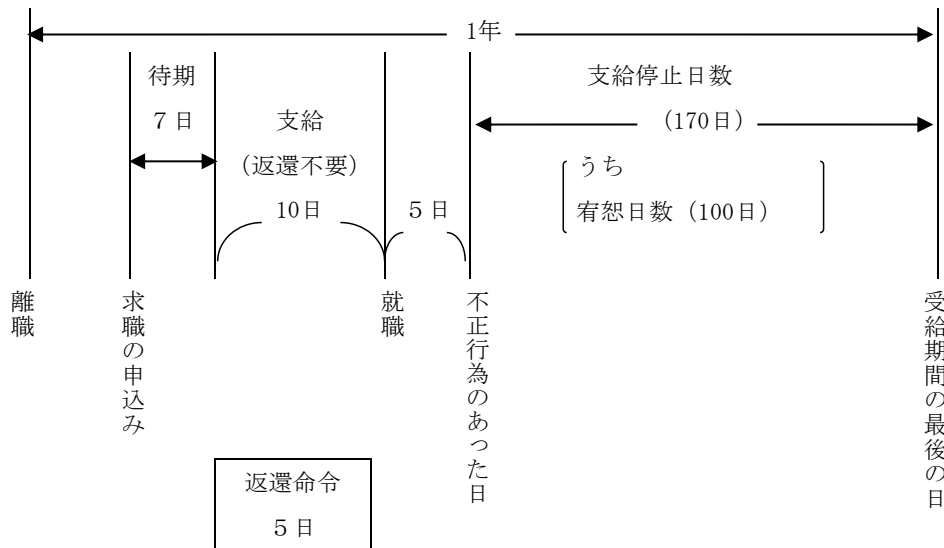 1年
待期
7日
支給
(返還不要)
10日
5日
支給停止日数
(170日)
うち
宥恕日数(100日)
離職
求職の申込み
就職
不正行為のあった日
受給期間の最後の日
返還命令
5日